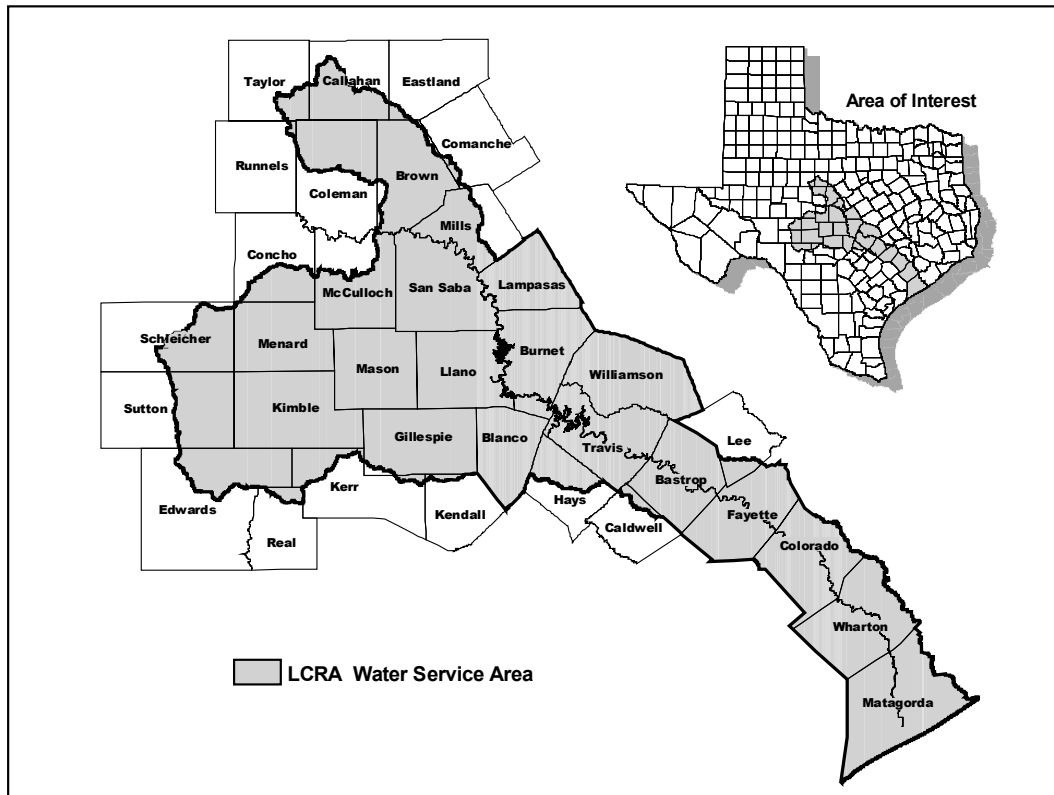 Taylor
Callahan
Eastland
Area of Interest
Comanche
Runnels
Brown
Coleman
Mills
Concho
McCulloch
San Saba
Lampasas
Schleicher
Menard
Mason
Llano
Burnet
Williamson
Sutton
Kimble
Gillespie
Blanco
Travis
Lee
Bastrop
Kerr
Hays
Edwards
Kendall
Caldwell
Fayette
Real
Colorado
Wharton
LCRA Water Service Area
Matagorda